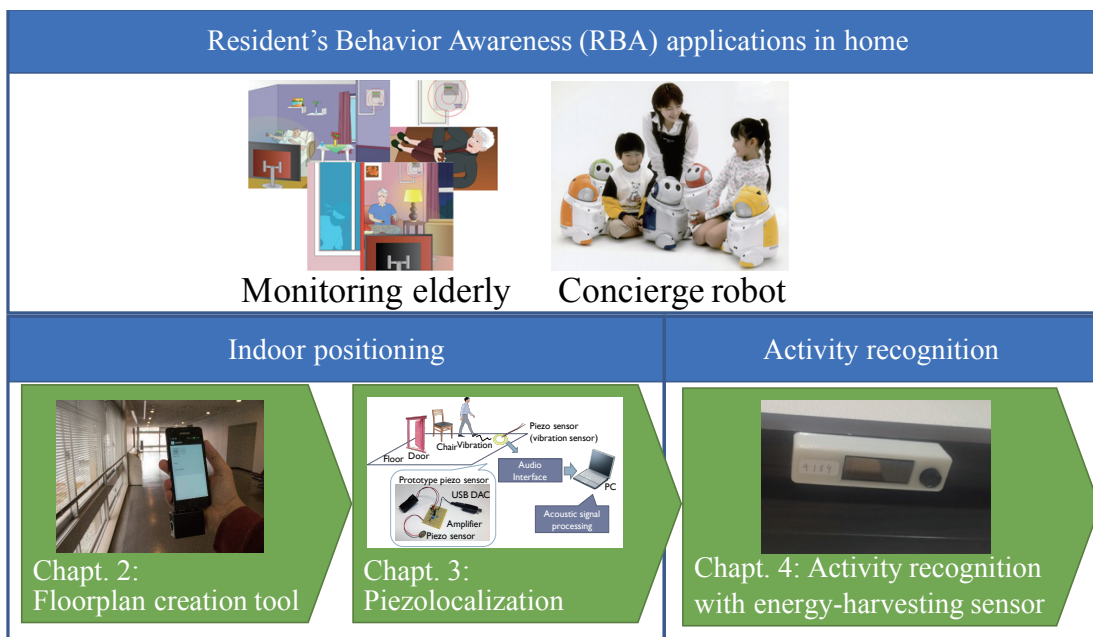 Resident's Behavior Awareness (RBA) applications in home
Monitoring elderly
Concierge robot
Indoor positioning
Activity recognition
Chapt. 2:
Floorplan creation tool
Floor
Door
Chair
Vibration
Piezo sensor
(vibration sensor)
Audio
Interface
PC
Prototype piezo sensor
USB DAC
Amplifier
Piezo sensor
Acoustic signal
processing
Chapt. 3:
Piezolocalization
4184
Chapt. 4: Activity recognition
with energy-harvesting sensor